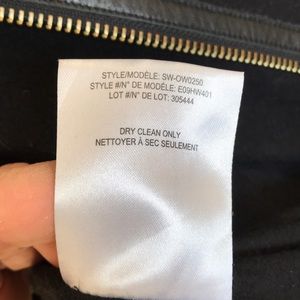 STYLE/MODÈLE: SW-OW0250
STYLE #/N° DE MODÈLE: E09HW401
LOT #/N° DE LOT: 305444
DRY CLEAN ONLY
NETTOYER À SEC SEULEMENT